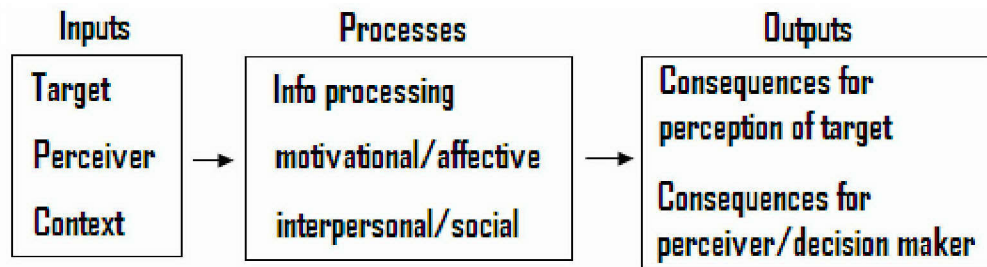 Inputs
Target
Perceiver
Context
Processes
Info processing
motivational/affective
interpersonal/social
Outputs
Consequences for
perception of target
Consequences for
perceiver/decision maker